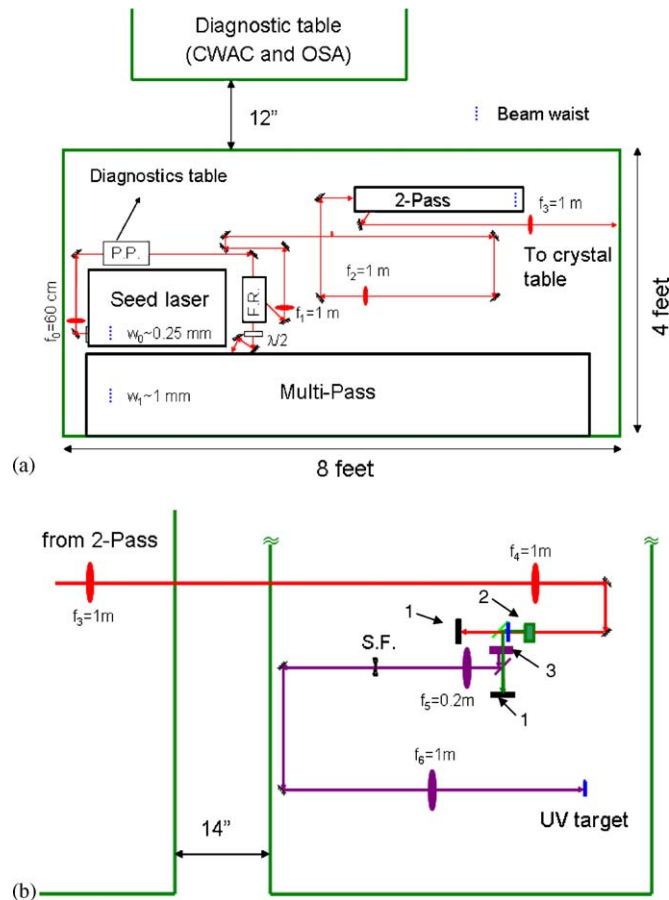 Diagnostic table
(CWAC and OSA)
12”
Beam waist
Diagnostics table
P.P.
2-Pass
f3=1 m
To crystal
table
4 feet
f2=1 m
Seed laser
F.R.
f1=1m
f0=60 cm
w0~0.25 mm
λ/2
w1~1 mm
Multi-Pass
(a)
8 feet
from 2-Pass
f4=1m
f3=1m
1
2
S.F.
3
f5=0.2m
1
f6=1m
UV target
14”
(b)